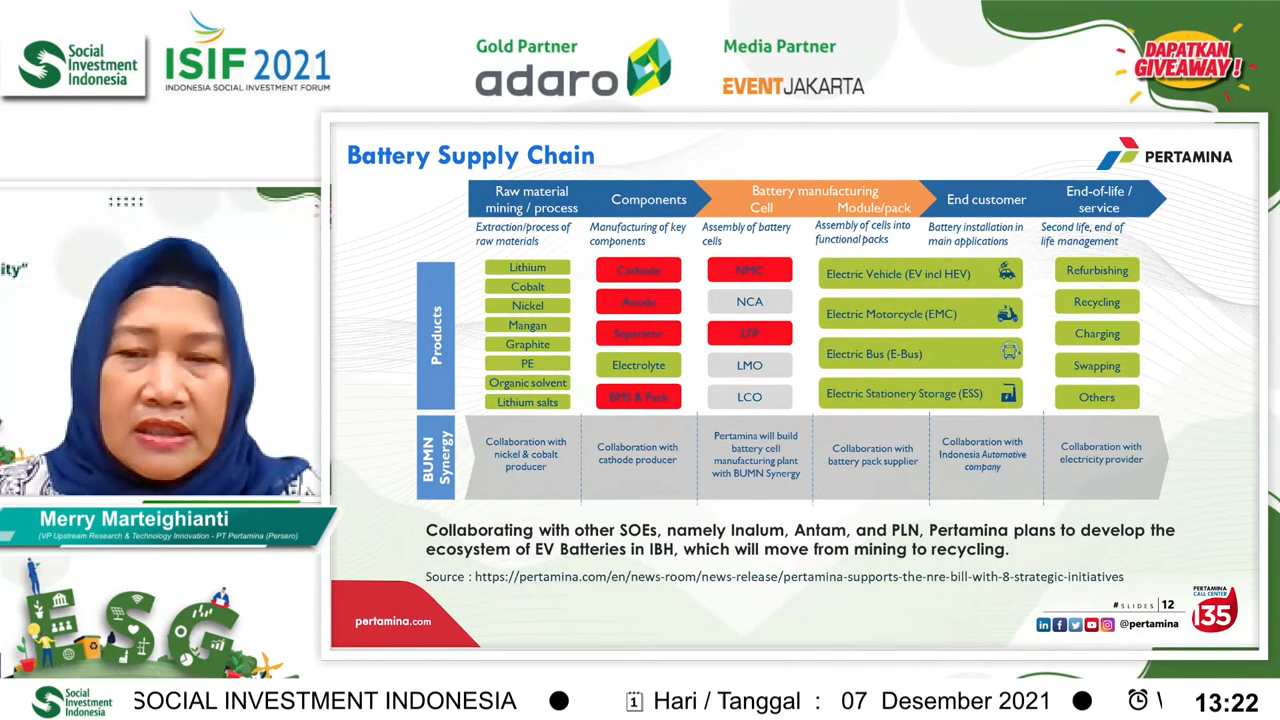 Social
Investment
Indonesia
ISIF 2021
INDONESIA SOCIAL INVESTMENT FORUM
Gold Partner
adaro
Media Partner
EVENTJAKARTA
DAPATKAN
GIVEAWAY !
Battery Supply Chain
PERTAMINA
Raw material
mining / process
Components
Battery manufacturing
Cell
Module/pack
End customer
End-of-life /
service
Extraction/process of
raw materials
Manufacturing of key
components
Assembly of battery
cells
Assembly of cells into
functional packs
Battery installation in
main applications
Second life, end of
life management
Products
Lithium
Cobalt
Nickel
Mangan
Graphite
PE
Organic solvent
Lithium salts
Cathode
Anode
Separator
Electrolyte
BMS & Pack
NMC
NCA
LFP
LMO
LCO
Electric Vehicle (EV incl HEV)
Electric Motorcycle (EMC)
Electric Bus (E-Bus)
Electric Stationery Storage (ESS)
Refurbishing
Recycling
Charging
Swapping
Others
BUMN
Synergy
Collaboration with
nickel & cobalt
producer
Collaboration with
cathode producer
Pertamina will build
battery cell
manufacturing plant
with BUMN Synergy
Collaboration with
battery pack supplier
Collaboration with
Indonesia Automotive
company
Collaboration with
electricity provider
Collaborating with other SOEs, namely Inalum, Antam, and PLN, Pertamina plans to develop the
ecosystem of EV Batteries in IBH, which will move from mining to recycling.
Source : https://pertamina.com/en/news-room/news-release/pertamina-supports-the-nre-bill-with-8-strategic-initiatives
pertamina.com
#SLIDES | 12
@pertamina
PERTAMINA
CALL CENTER
135
ity"
Merry Marteighianti
(VP Upstream Research & Technology Innovation - PT Pertamina (Persero)
ESG
Social
Investment
Indonesia
SOCIAL INVESTMENT INDONESIA ● Hari / Tanggal : 07 Desember 2021 ●
13:22